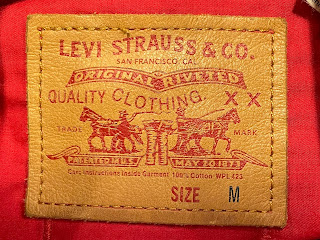 LEVI STRAUSS & CO.
SAN FRANCISCO, CAL.
ORIGINAL RIVETED
QUALITY CLOTHING. X X
TRADE MARK
PATENTED IN U.S. MAY 20 1873
Care Instructions Inside Garment 100% Cotton WPL 423
SIZE M